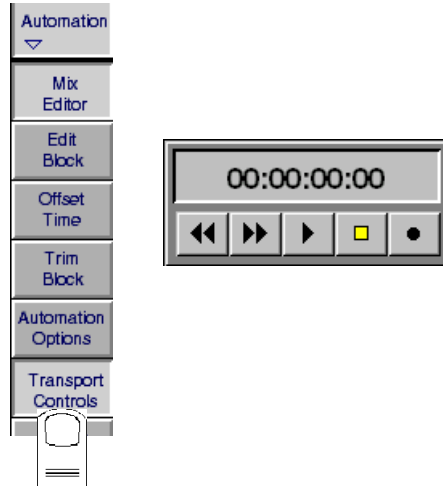 Automation
Mix
Editor
Edit
Block
Offset
Time
Trim
Block
Automation
Options
Transport
Controls
00:00:00:00